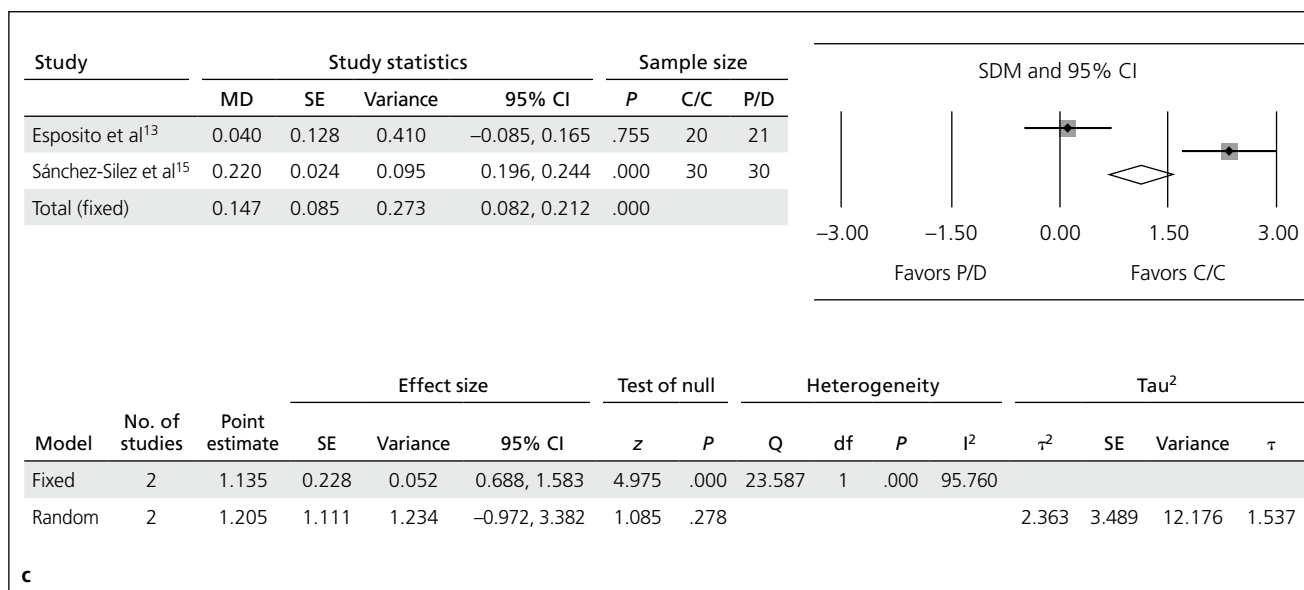 Study Study statistics Sample size
MD SE Variance 95% CI P C/C P/D
Esposito et al13 0.040 0.128 0.410 –0.085, 0.165 .755 20 21
Sánchez-Silez et al15 0.220 0.024 0.095 0.196, 0.244 .000 30 30
Total (fixed) 0.147 0.085 0.273 0.082, 0.212 .000
SDM and 95% CI
–3.00 –1.50 0.00 1.50 3.00
Favors P/D Favors C/C
Effect size Test of null Heterogeneity Tau2
Model No. of studies Point estimate SE Variance 95% CI z P Q df P I2 τ2 SE Variance τ
Fixed 2 1.135 0.228 0.052 0.688, 1.583 4.975 .000 23.587 1 .000 95.760
Random 2 1.205 1.111 1.234 –0.972, 3.382 1.085 .278 2.363 3.489 12.176 1.537
c